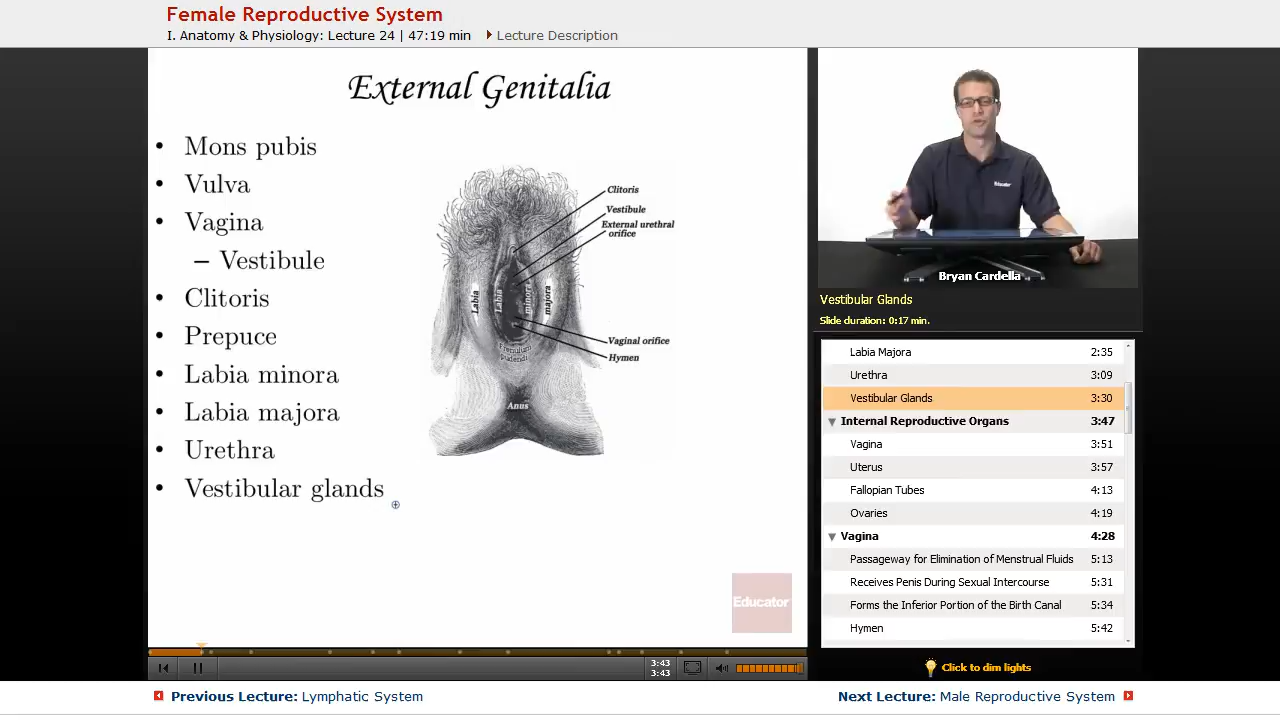 Female Reproductive System
I. Anatomy & Physiology: Lecture 24 | 47:19 min Lecture Description
External Genitalia
• Mons pubis
• Vulva
• Vagina
– Vestibule
• Clitoris
• Prepuce
• Labia minora
• Labia majora
• Urethra
• Vestibular glands
Clitoris
Vestibule
External urethral
orifice
Labia
Labia
minora
majora
Vaginal orifice
Hymen
Frenulum
pudendi
Anus
Educator
Educator
Bryan Cardella
Vestibular Glands
Slide duration: 0:17 min.
Labia Majora 2:35
Urethra 3:09
Vestibular Glands 3:30
Internal Reproductive Organs 3:47
Vagina 3:51
Uterus 3:57
Fallopian Tubes 4:13
Ovaries 4:19
Vagina 4:28
Passageway for Elimination of Menstrual Fluids 5:13
Receives Penis During Sexual Intercourse 5:31
Forms the Inferior Portion of the Birth Canal 5:34
Hymen 5:42
3:43
3:43
Click to dim lights
Previous Lecture: Lymphatic System
Next Lecture: Male Reproductive System